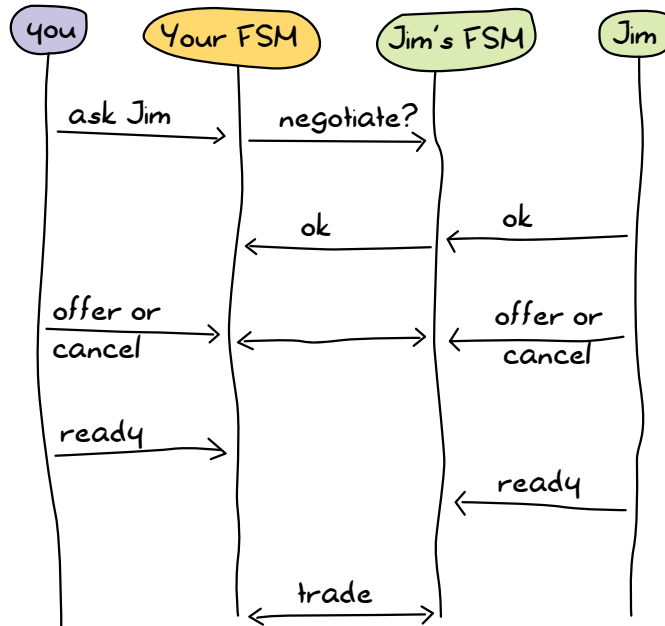 you
Your FSM
Jim's FSM
Jim
ask Jim
negotiate?
ok
ok
offer or
cancel
offer or
cancel
ready
ready
trade